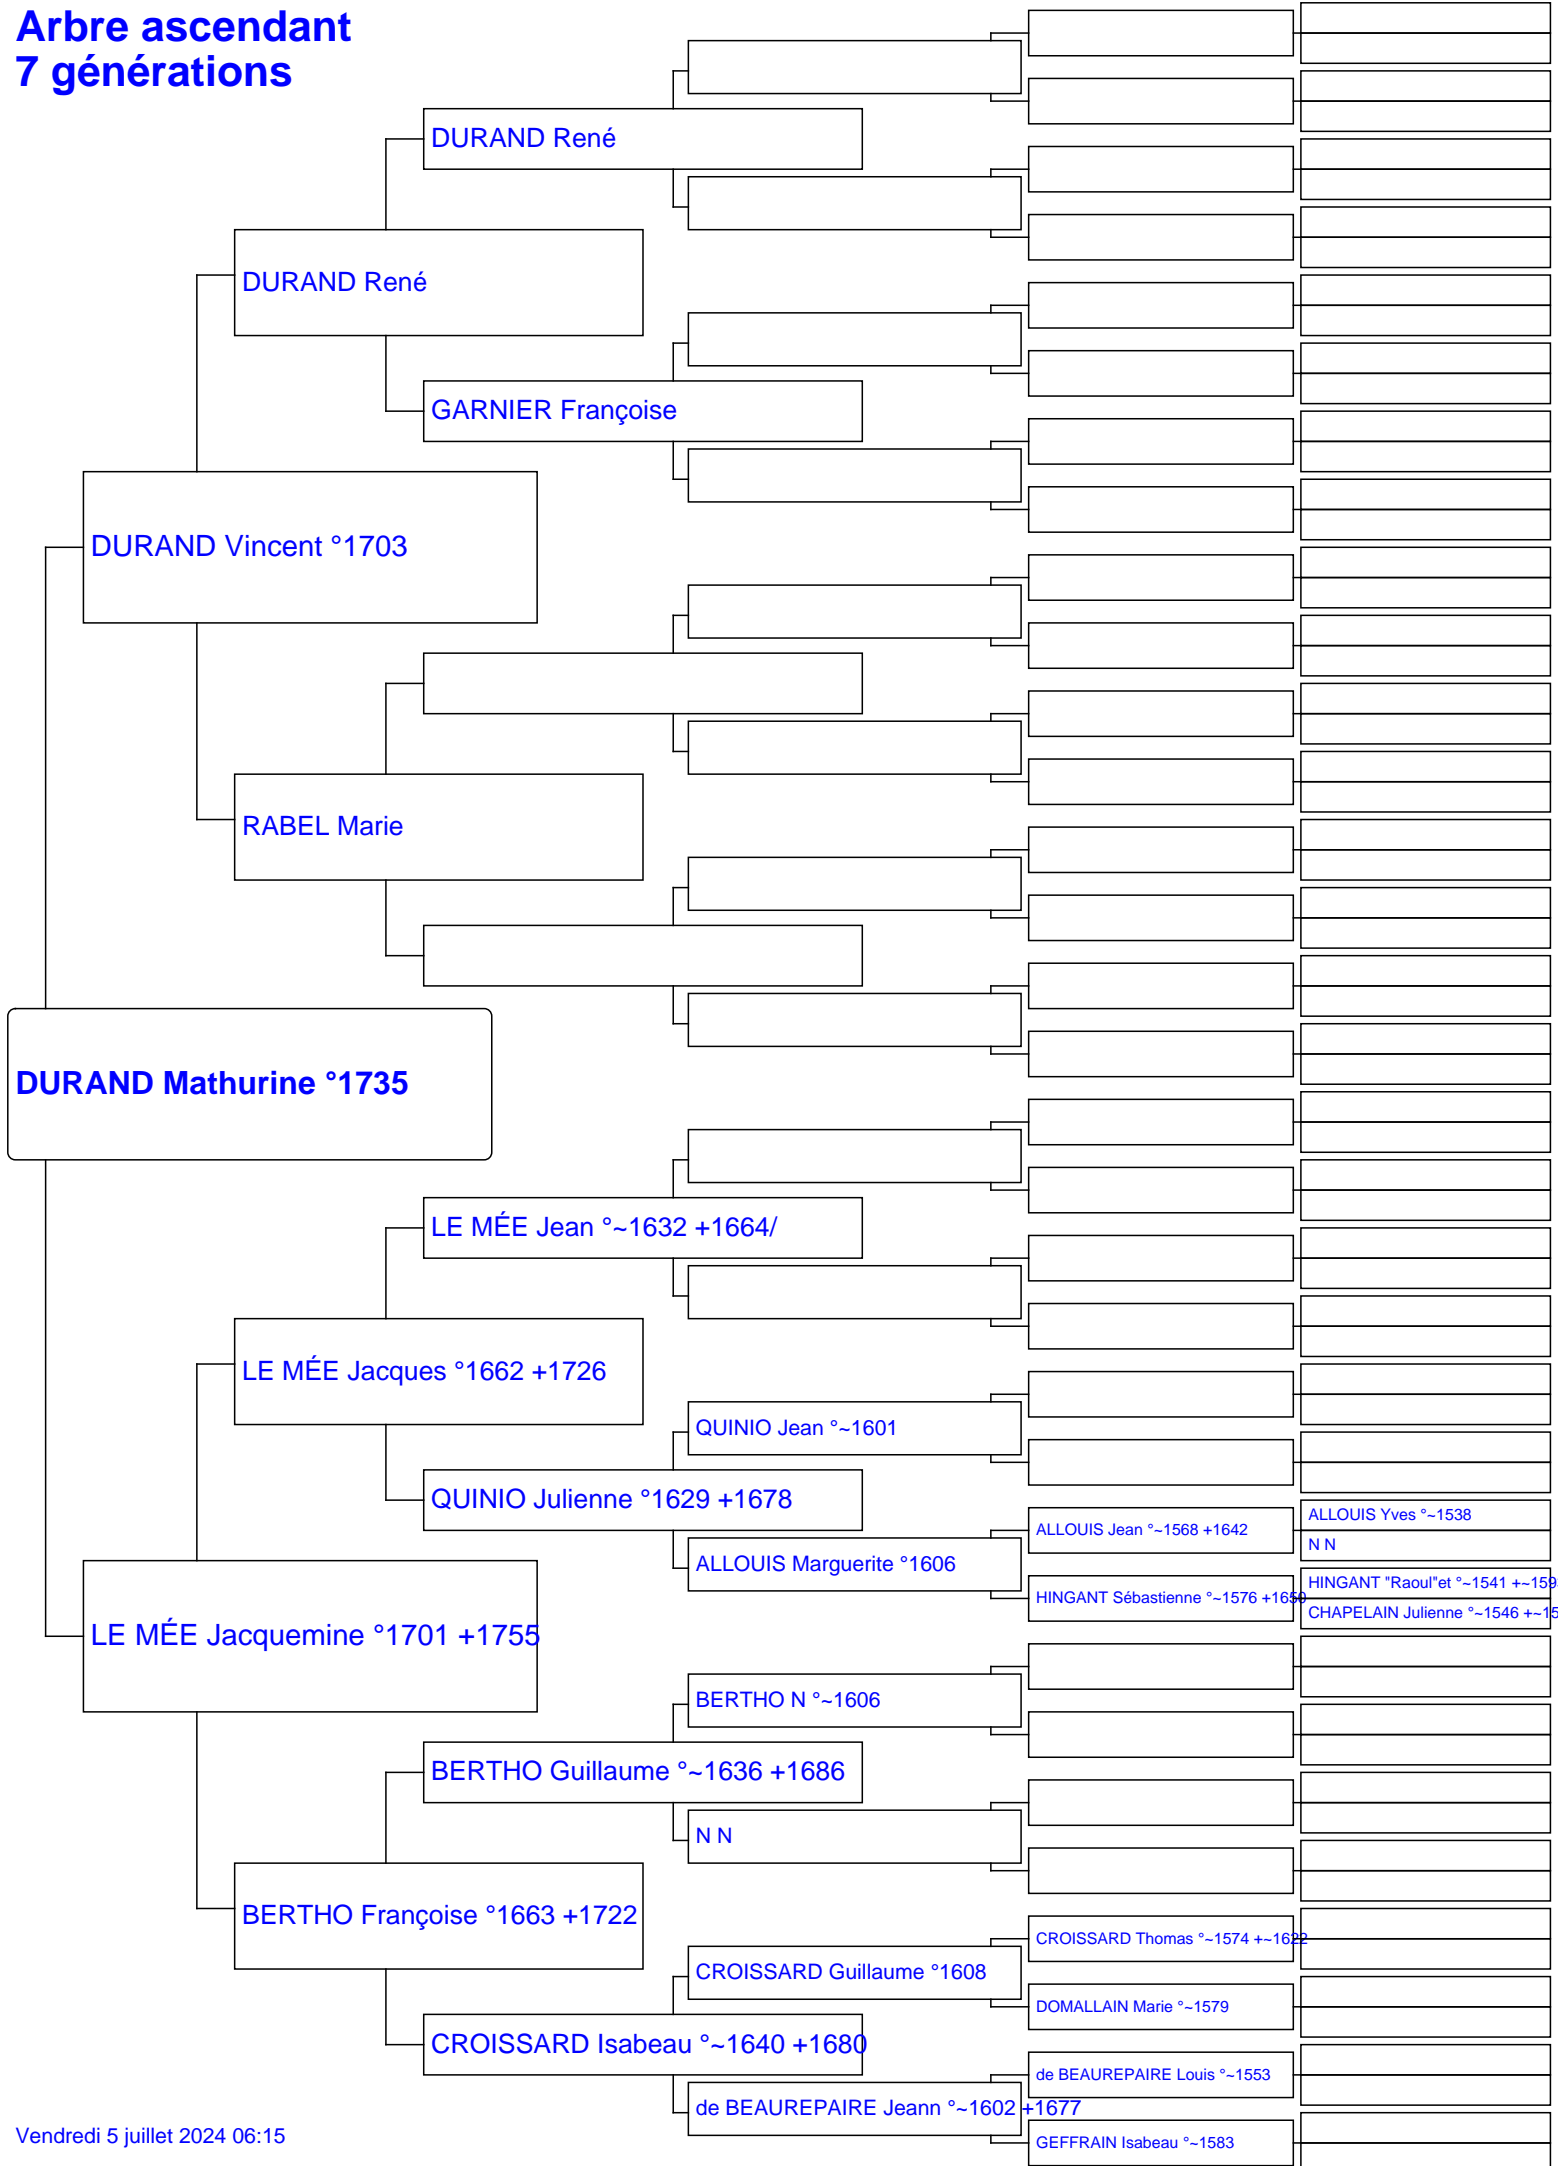 Arbre ascendant
7 générations
DURAND René
DURAND René
GARNIER Françoise
DURAND Vincent °1703
RABEL Marie
DURAND Mathurine °1735
LE MÉE Jean °~1632 +1664/
LE MÉE Jacques °1662 +1726
QUINIO Jean °~1601
QUINIO Julienne °1629 +1678
ALLOUIS Yves °~1538
ALLOUIS Jean °~1568 +1642
N N
ALLOUIS Marguerite °1606
HINGANT "Raoul"et °~1541 +~159
HINGANT Sébastienne °~1576 +1650
CHAPELAIN Julienne °~1546 +~15
LE MÉE Jacquemine °1701 +1755
BERTHO N °~1606
BERTHO Guillaume °~1636 +1686
N N
BERTHO Françoise °1663 +1722
CROISSARD Thomas °~1574 +~1622
CROISSARD Guillaume °1608
DOMALLAIN Marie °~1579
CROISSARD Isabeau °~1640 +1680
de BEAUREPAIRE Louis °~1553
de BEAUREPAIRE Jeann °~1602 +1677
GEFFRAIN Isabeau °~1583
Vendredi 5 juillet 2024 06:15